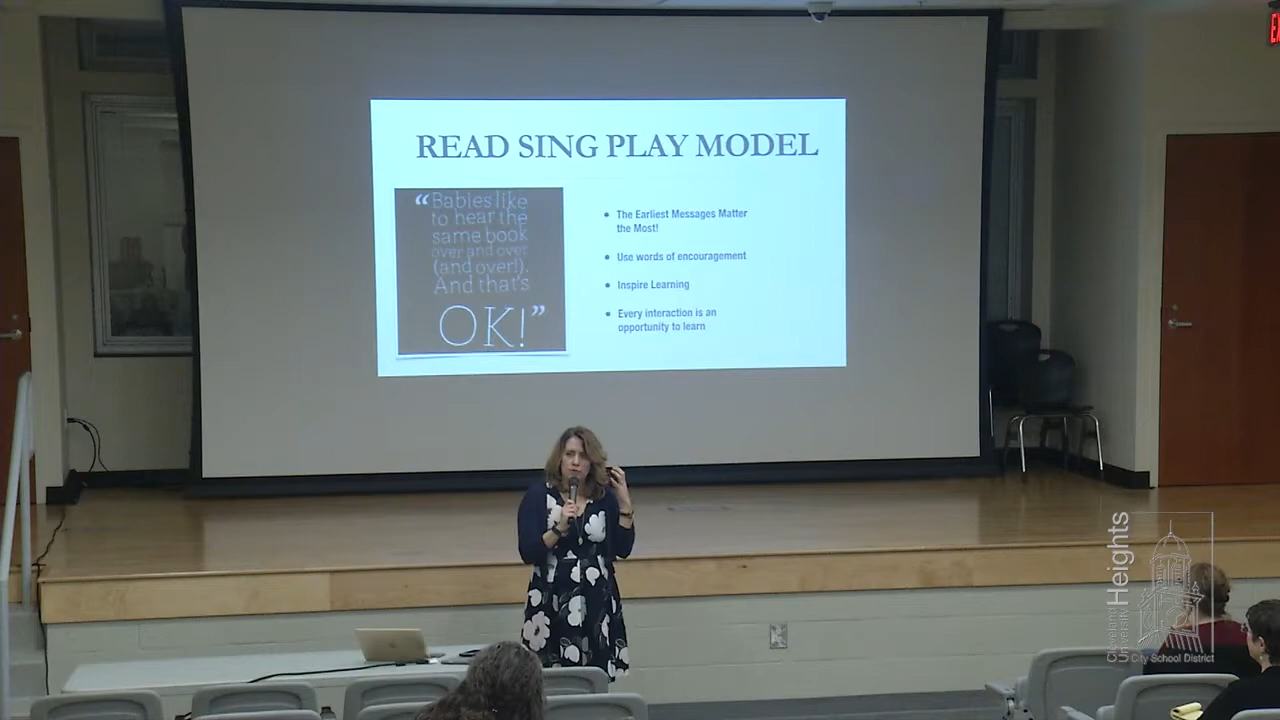 READ SING PLAY MODEL
“Babies like
to hear the
same book
over and over
(and over!).
And that's
OK!”
• The Earliest Messages Matter
the Most!
• Use words of encouragement
• Inspire Learning
• Every interaction is an
opportunity to learn
Cleveland
University
Heights
City School District